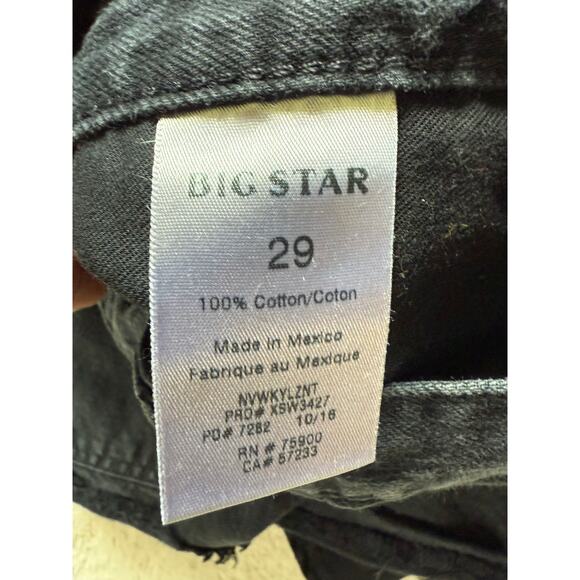 BIG STAR
29
100% Cotton/Coton
Made in Mexico
Fabrique au Mexique
NVWKYLZNT
PRO# XSW3427
PO# 7282 10/16
RN # 75900
CA# 57233